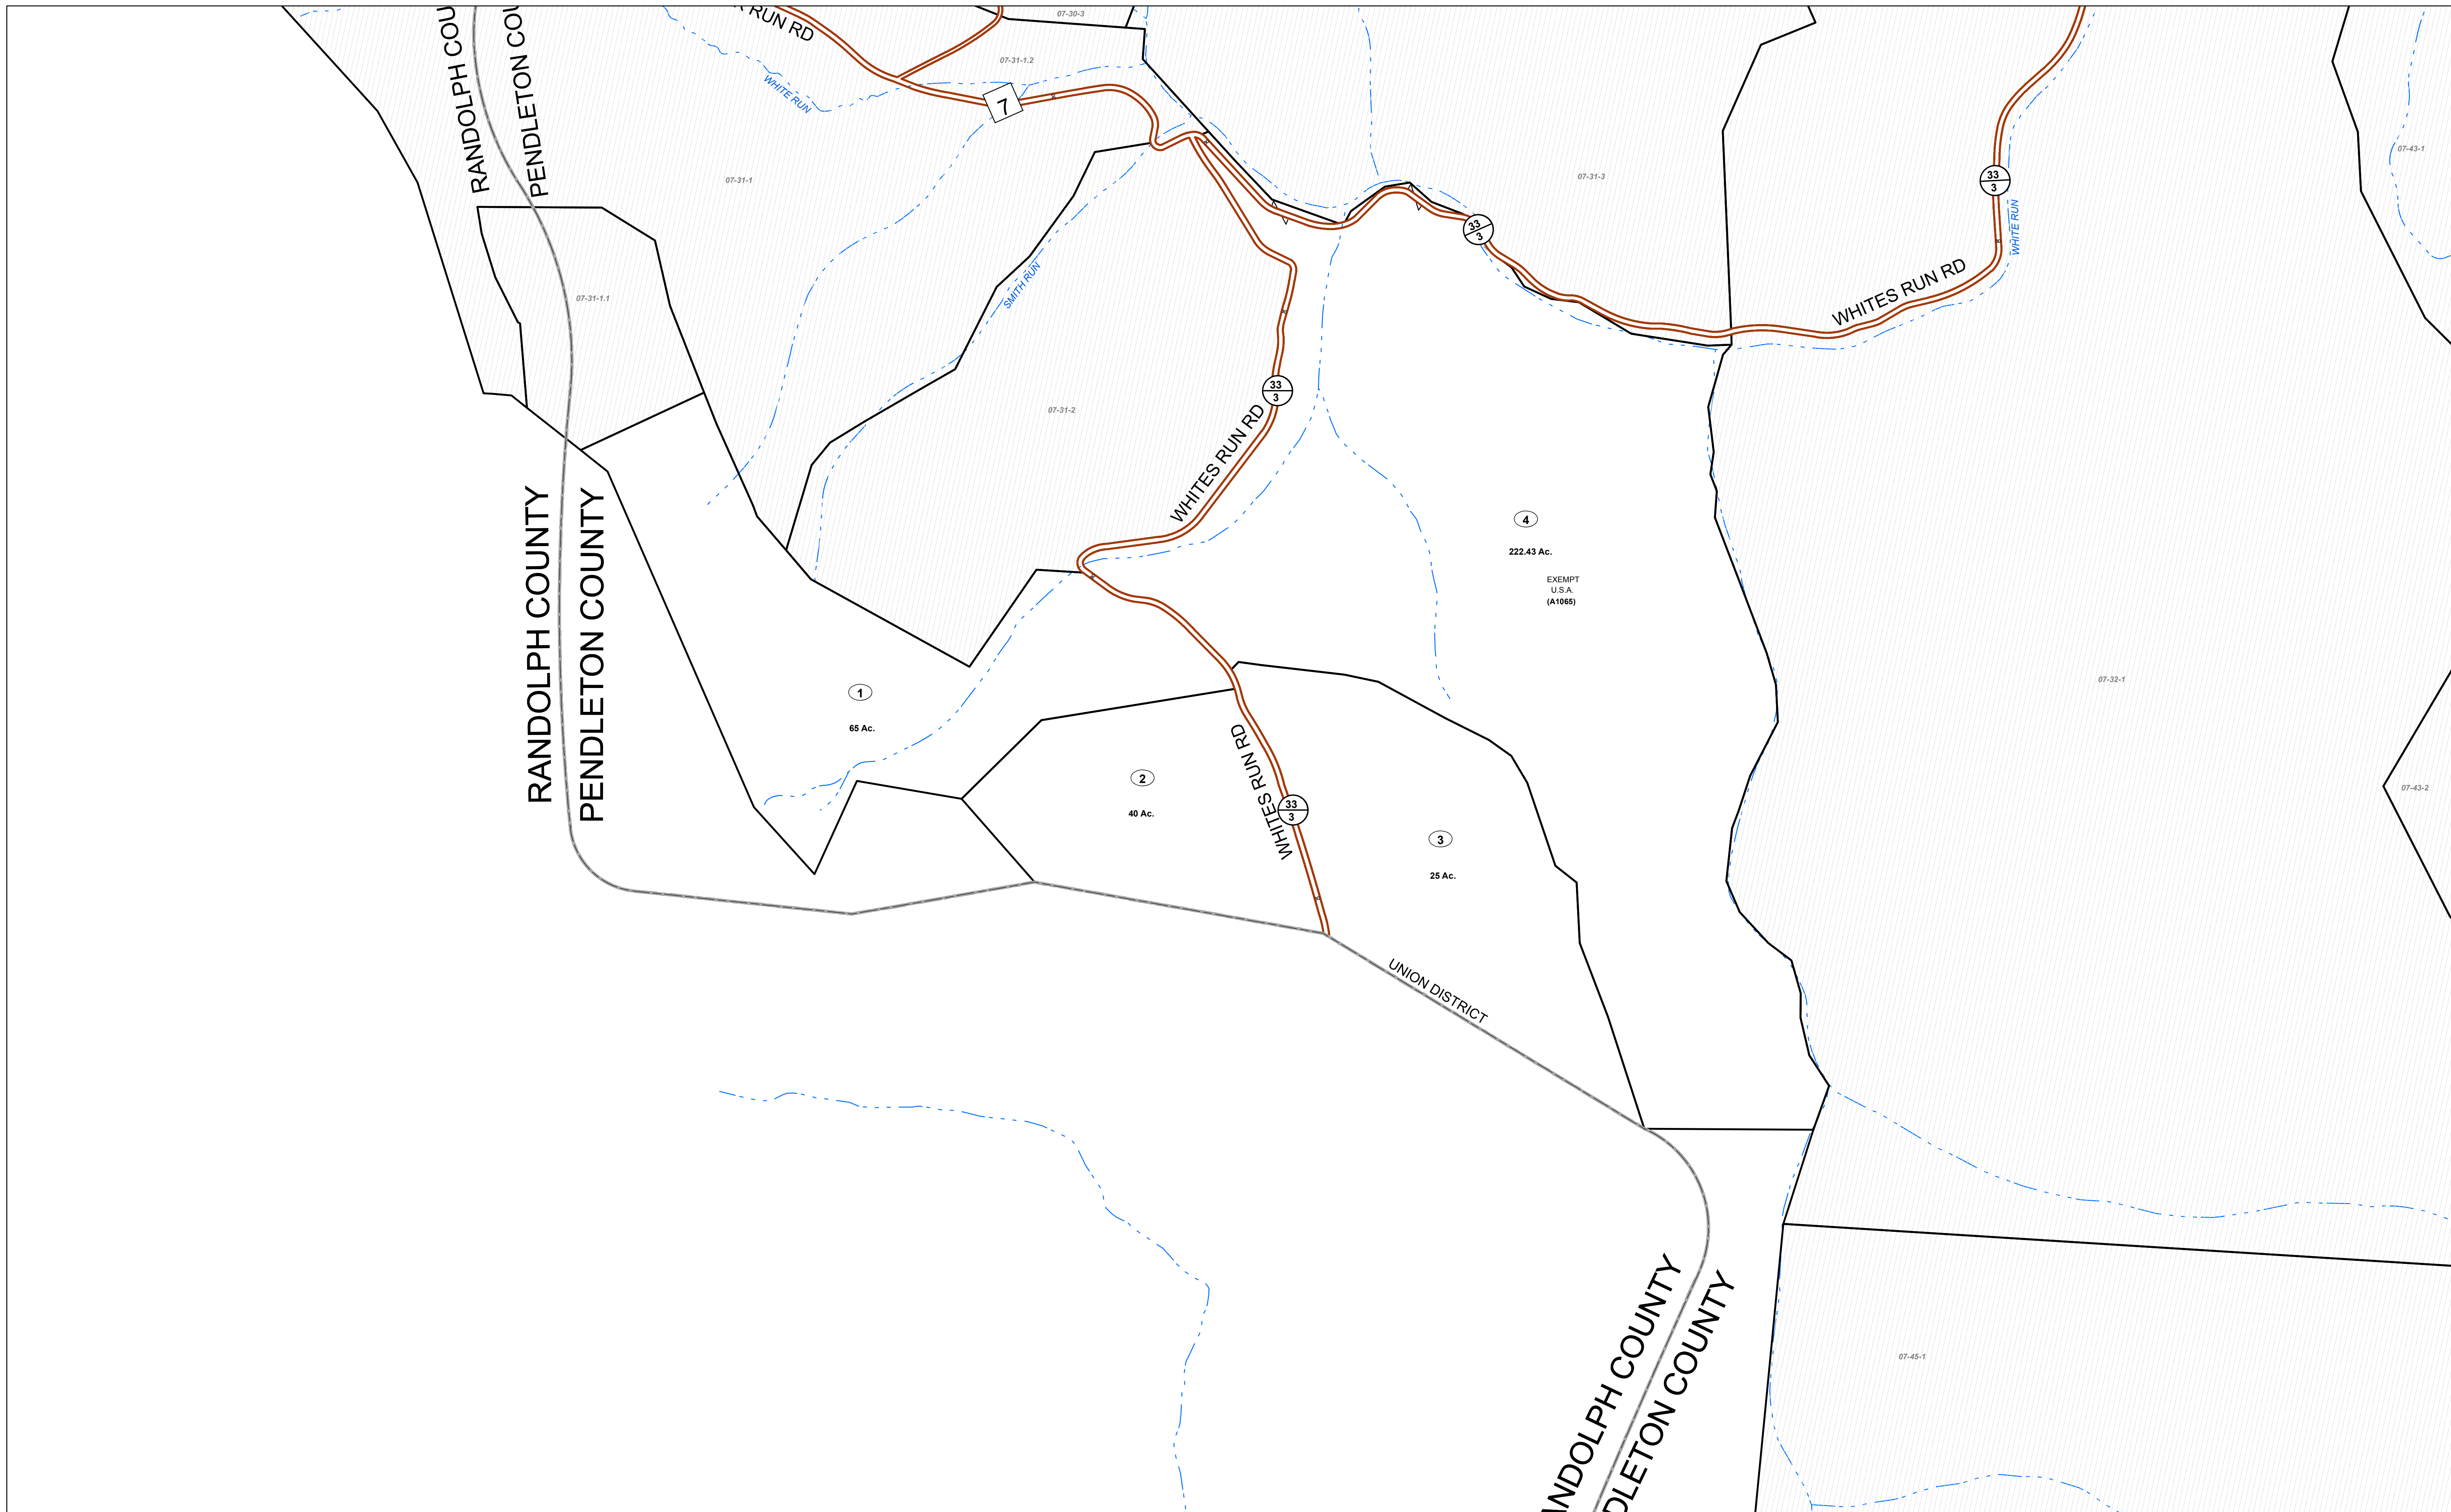 RANDOLPH COU
PENDLETON COU
RUN RD
07-30-3
07-31-1.2
WHITE RUN
7
07-31-1
07-31-3
07-43-1
33
3
33
3
WHITE RUN
WHITES RUN RD
SMITH RUN
07-31-1.1
33
3
07-31-2
WHITES RUN RD
RANDOLPH COUNTY
PENDLETON COUNTY
4
222.43 Ac.
EXEMPT
U.S.A.
(A1065)
07-32-1
1
65 Ac.
2
40 Ac.
WHITES RUN RD
33
3
3
25 Ac.
07-43-2
UNION DISTRICT
ANDOLPH COUNTY
DLETON COUNTY
07-45-1